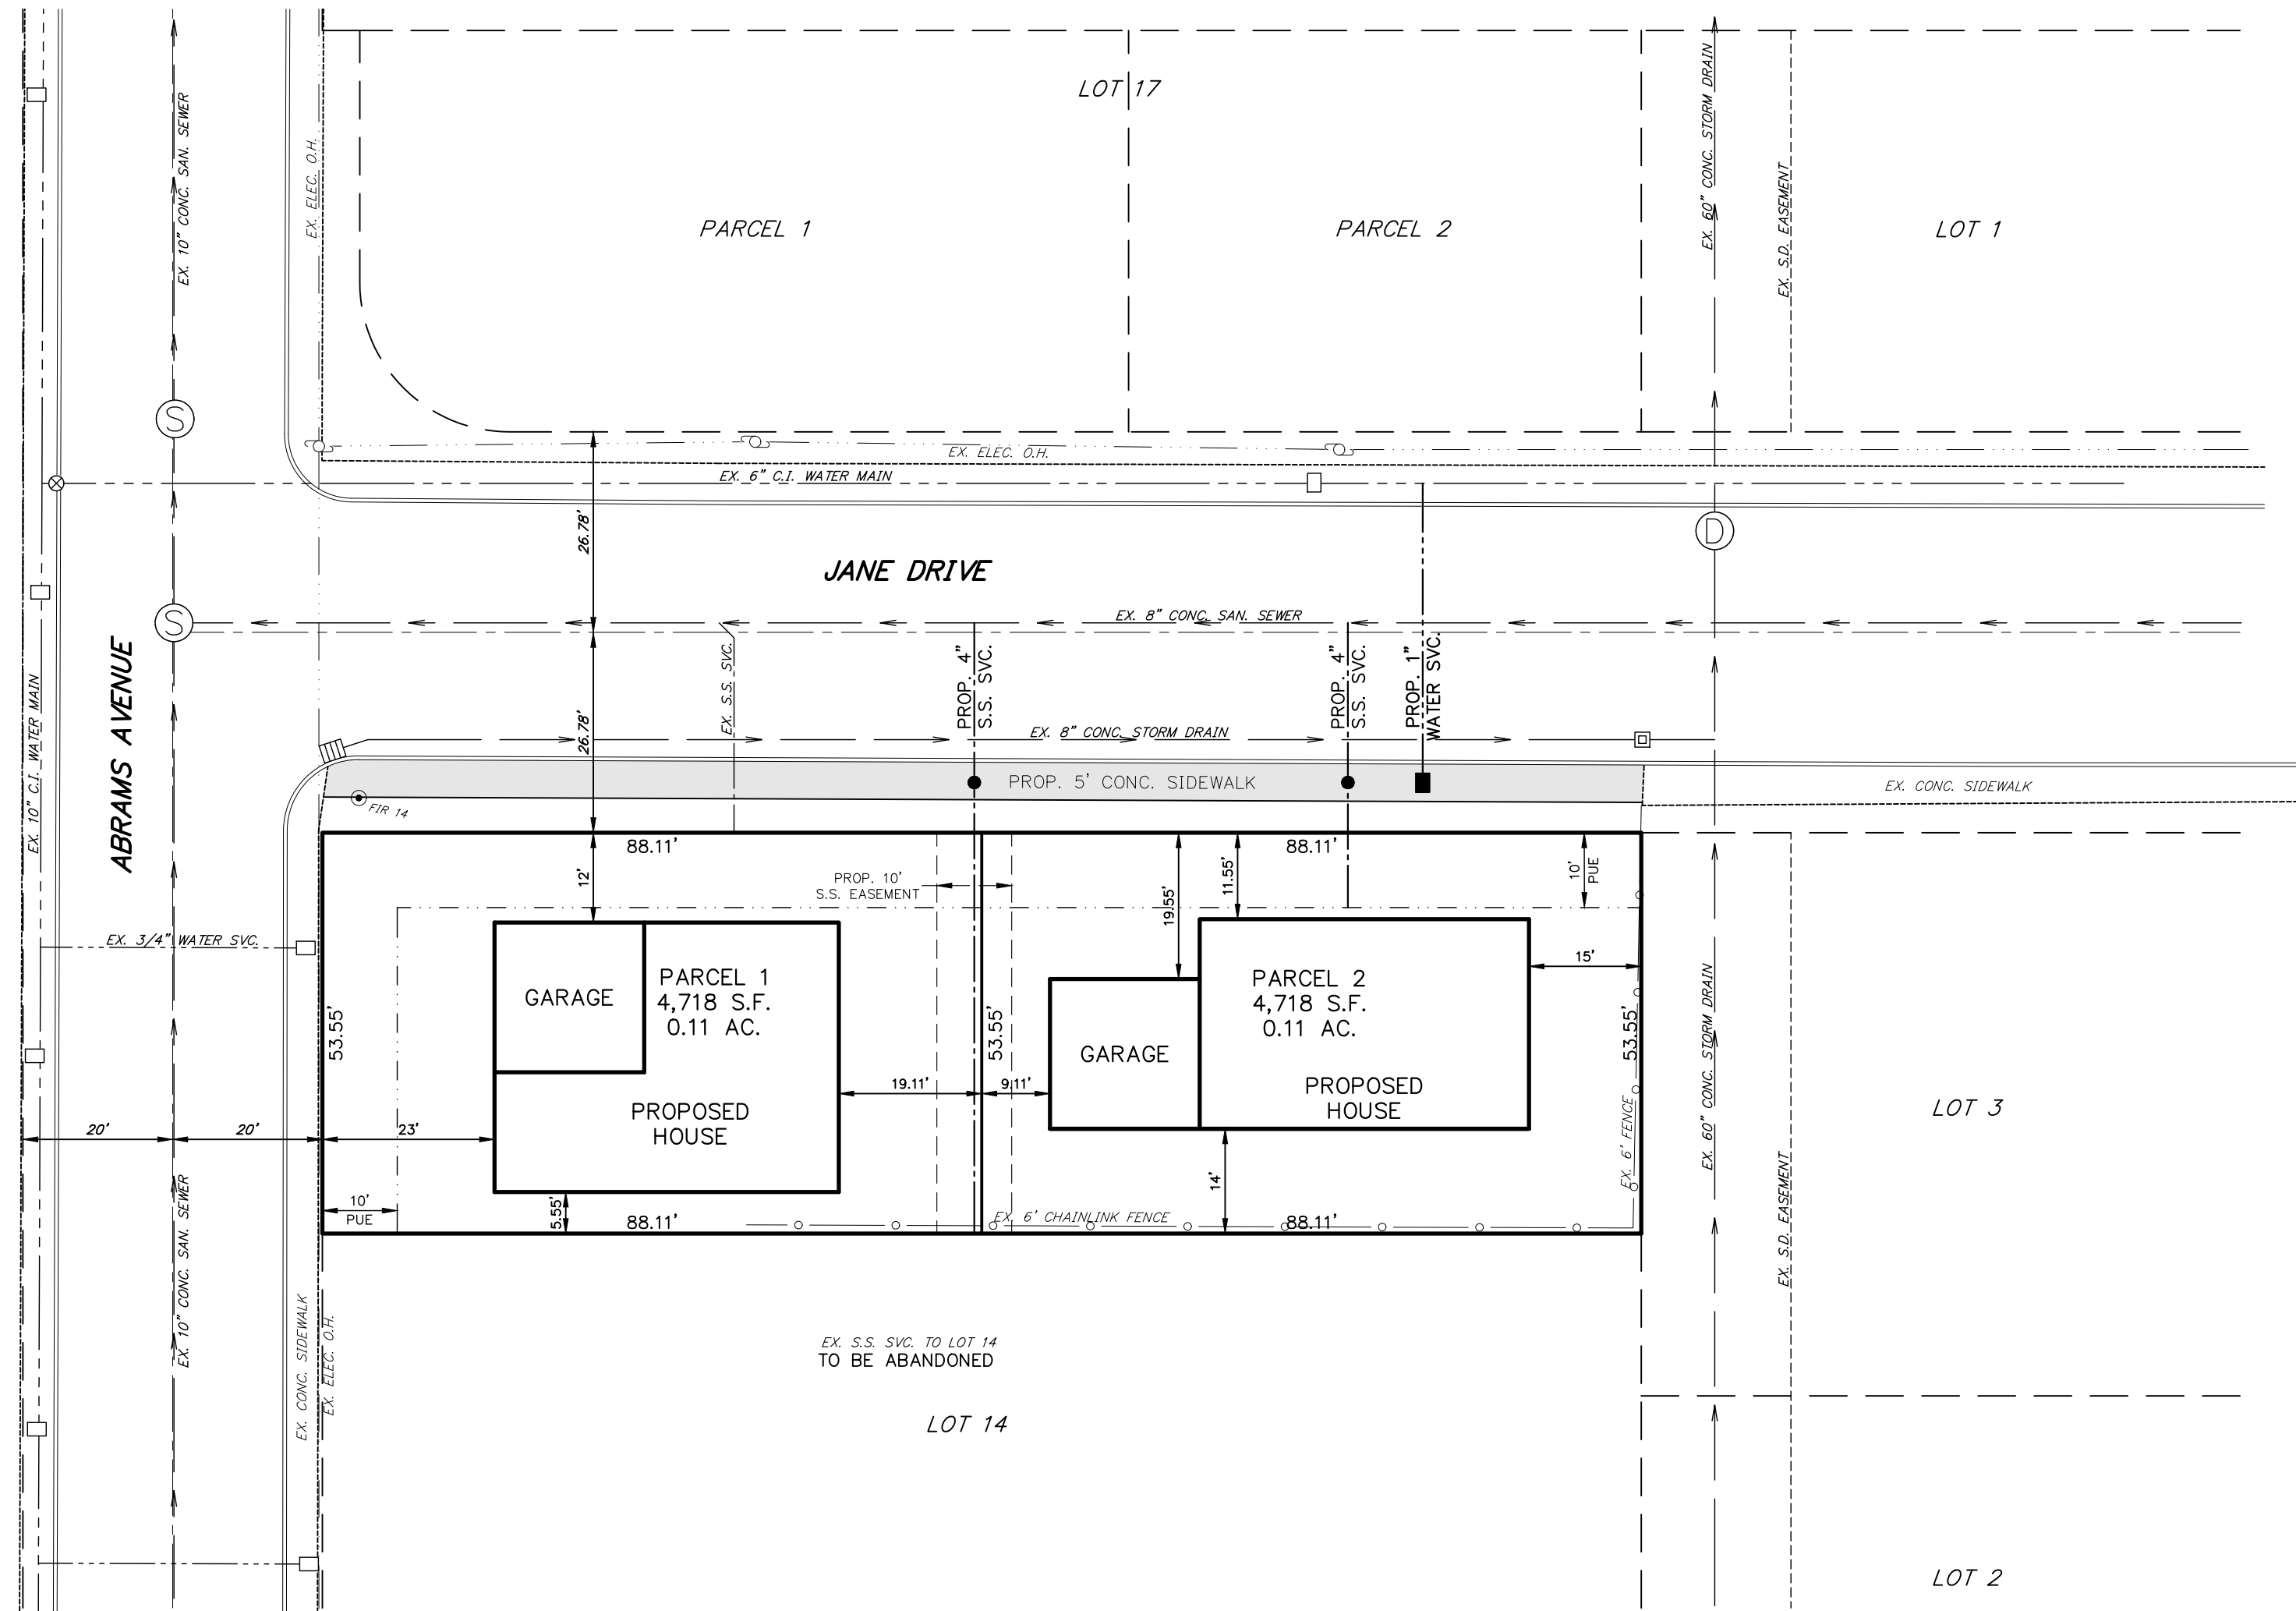 LOT 17
PARCEL 1
PARCEL 2
LOT 1
EX. 10" CONC. SAN. SEWER
EX. ELEC. O.H.
EX. 60" CONC. STORM DRAIN
EX. S.D. EASEMENT
S
EX. ELEC. O.H.
EX. 6" C.I. WATER MAIN
26.78'
D
JANE DRIVE
S
EX. 8" CONC. SAN. SEWER
EX. 10" C.I. WATER MAIN
ABRAMS AVENUE
26.78'
EX. S.S. SVC.
PROP. 4"
S.S. SVC.
PROP. 4"
S.S. SVC.
PROP. 1"
WATER SVC.
EX. 8" CONC. STORM DRAIN
PROP. 5' CONC. SIDEWALK
EX. CONC. SIDEWALK
FIR 14
88.11'
88.11'
12'
PROP. 10'
S.S. EASEMENT
19.55'
11.55'
10'
PUE
EX. 3/4" WATER SVC.
15'
GARAGE
PARCEL 1
4,718 S.F.
0.11 AC.
PARCEL 2
4,718 S.F.
0.11 AC.
53.55'
53.55'
53.55'
GARAGE
19.11'
9.11'
PROPOSED
HOUSE
PROPOSED
HOUSE
EX. 60" CONC. STORM DRAIN
LOT 3
20'
20'
23'
EX. 6' FENCE
14'
10'
PUE
5.55'
88.11'
EX. 6' CHAINLINK FENCE
88.11'
EX. 10" CONC. SAN. SEWER
EX. S.D. EASEMENT
EX. CONC. SIDEWALK
EX. ELEC. O.H.
EX. S.S. SVC. TO LOT 14
TO BE ABANDONED
LOT 14
LOT 2